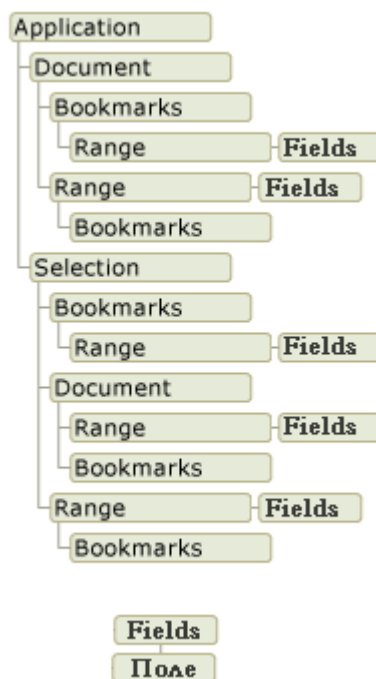 Application
Document
Bookmarks
Range Fields
Range Fields
Bookmarks
Selection
Bookmarks
Range Fields
Document
Range Fields
Bookmarks
Range Fields
Bookmarks
Fields
Поле